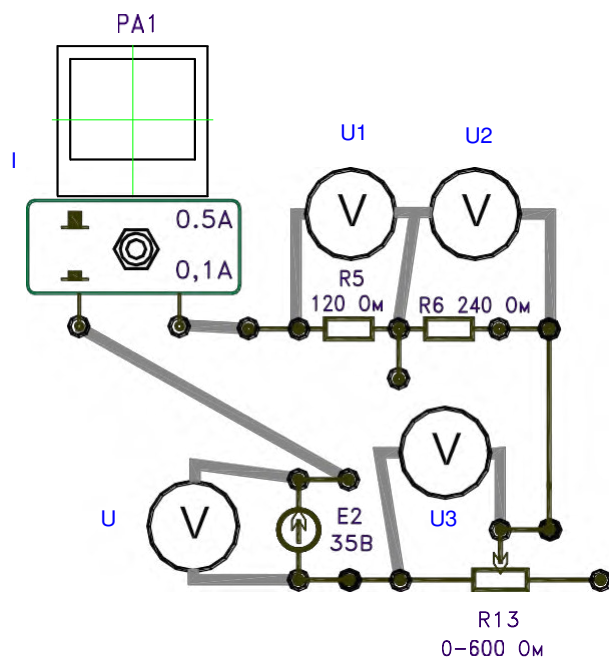 PA1
I
U1
U2
V
V
0.5A
0,1A
R5
120 Ом
R6 240 Ом
V
U
V
E2
35В
U3
R13
0-600 Ом